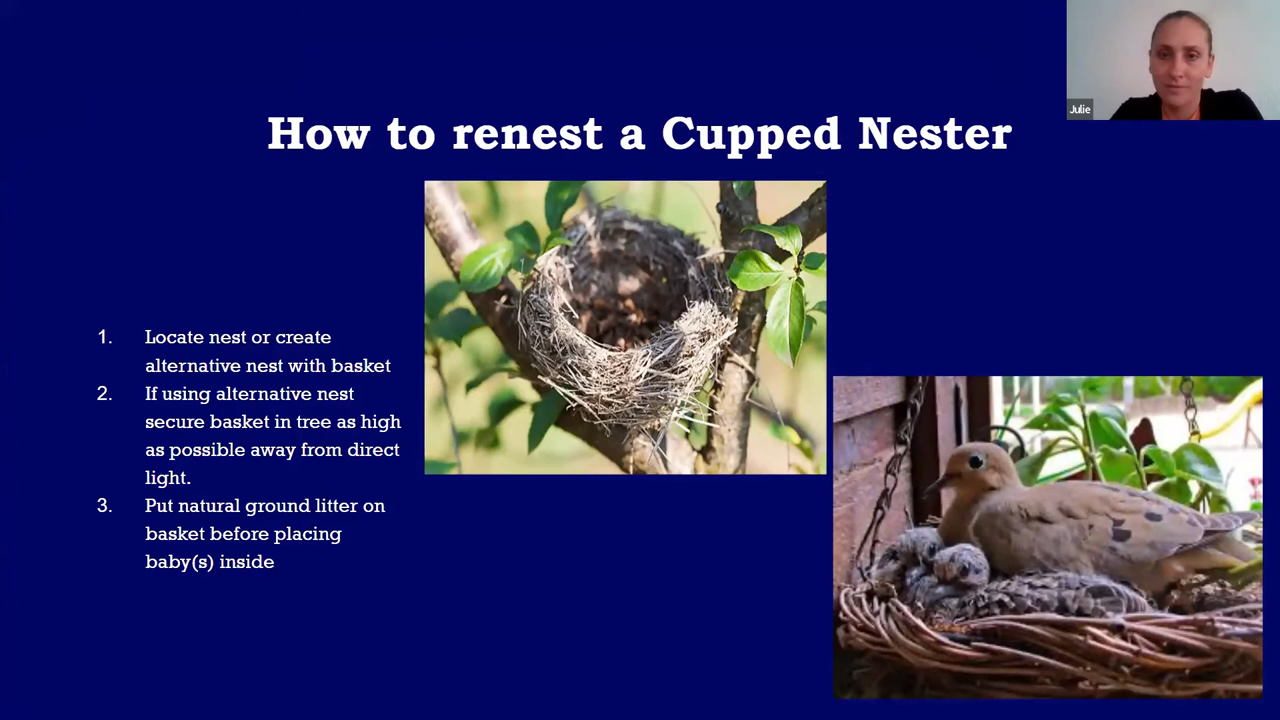 Julie
How to renest a Cupped Nester
1. Locate nest or create
alternative nest with basket
2. If using alternative nest
secure basket in tree as high
as possible away from direct
light.
3. Put natural ground litter on
basket before placing
baby(s) inside